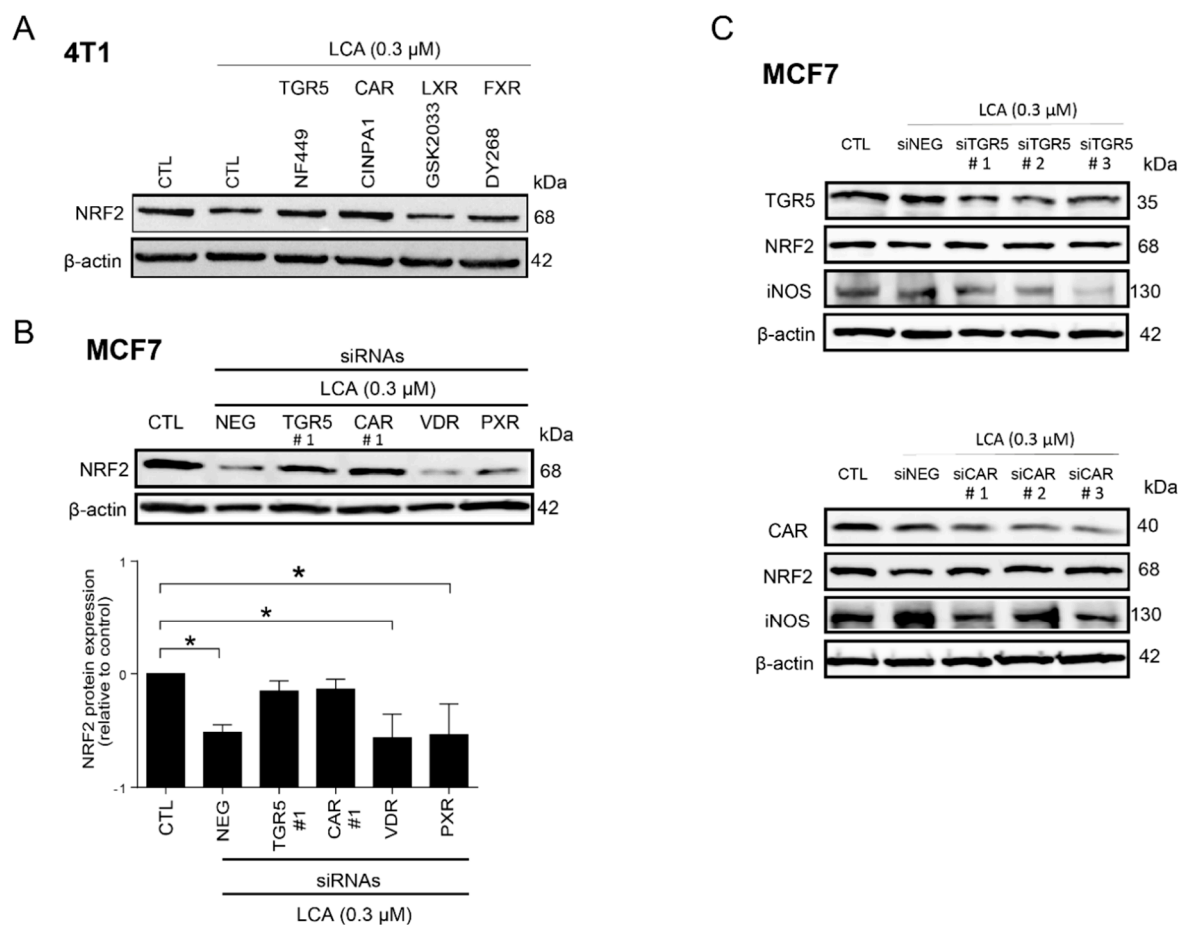 A
4T1
LCA (0.3 µM)
TGR5 CAR LXR FXR
CTL CTL NF449 CINPA1 GSK2033 DY268
kDa
NRF2 68
β-actin 42
B
MCF7
siRNAs
LCA (0.3 µM)
CTL NEG TGR5 CAR VDR PXR
# 1 #1
kDa
NRF2 68
β-actin 42
NRF2 protein expression
(relative to control)
1
0
-1
* * *
CTL NEG TGR5 CAR VDR PXR
#1 #1
siRNAs
LCA (0.3 µM)
C
MCF7
LCA (0.3 µM)
CTL siNEG siTGR5 siTGR5 siTGR5
# 1 # 2 # 3
kDa
TGR5 35
NRF2 68
iNOS 130
β-actin 42
LCA (0.3 µM)
CTL siNEG siCAR siCAR siCAR
# 1 # 2 # 3
kDa
CAR 40
NRF2 68
iNOS 130
β-actin 42